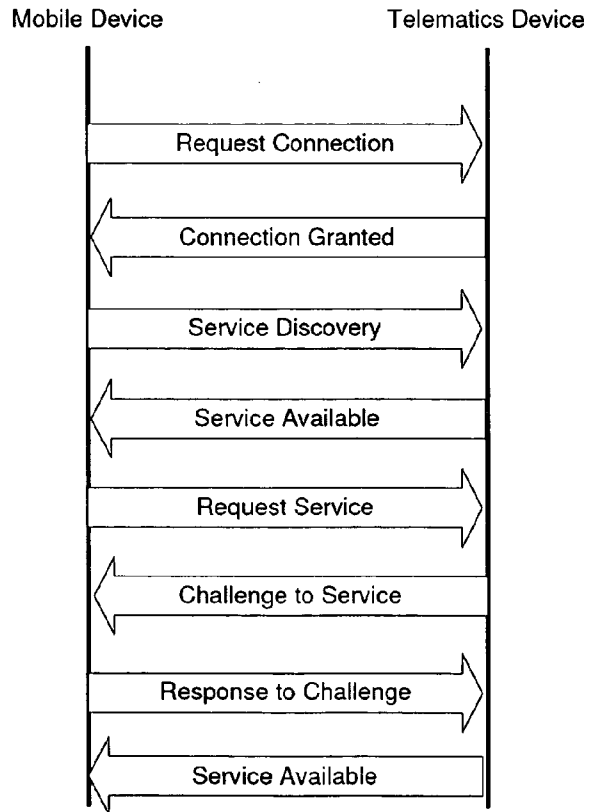 Mobile Device
Telematics Device
Request Connection
Connection Granted
Service Discovery
Service Available
Request Service
Challenge to Service
Response to Challenge
Service Available